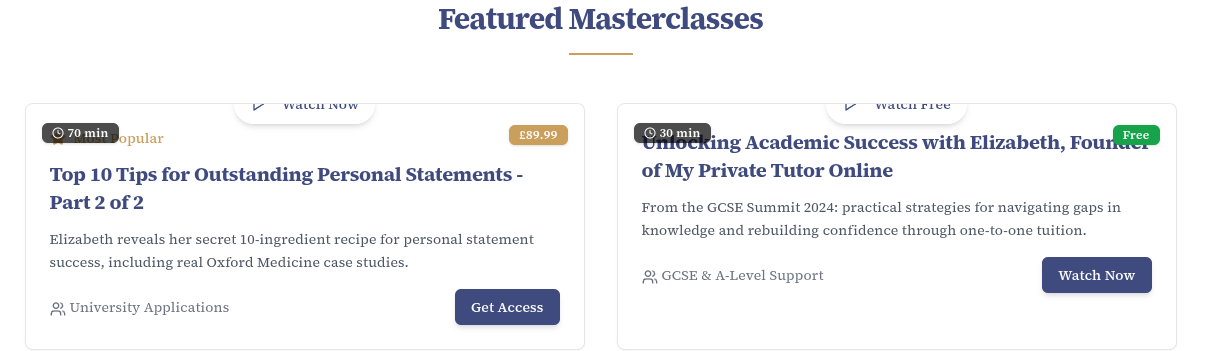 Featured Masterclasses
Watch Now
70 min
Most Popular
£89.99
Top 10 Tips for Outstanding Personal Statements -
Part 2 of 2
Elizabeth reveals her secret 10-ingredient recipe for personal statement
success, including real Oxford Medicine case studies.
University Applications
Get Access
Watch Free
30 min
Free
Unlocking Academic Success with Elizabeth, Founder
of My Private Tutor Online
From the GCSE Summit 2024: practical strategies for navigating gaps in
knowledge and rebuilding confidence through one-to-one tuition.
GCSE & A-Level Support
Watch Now